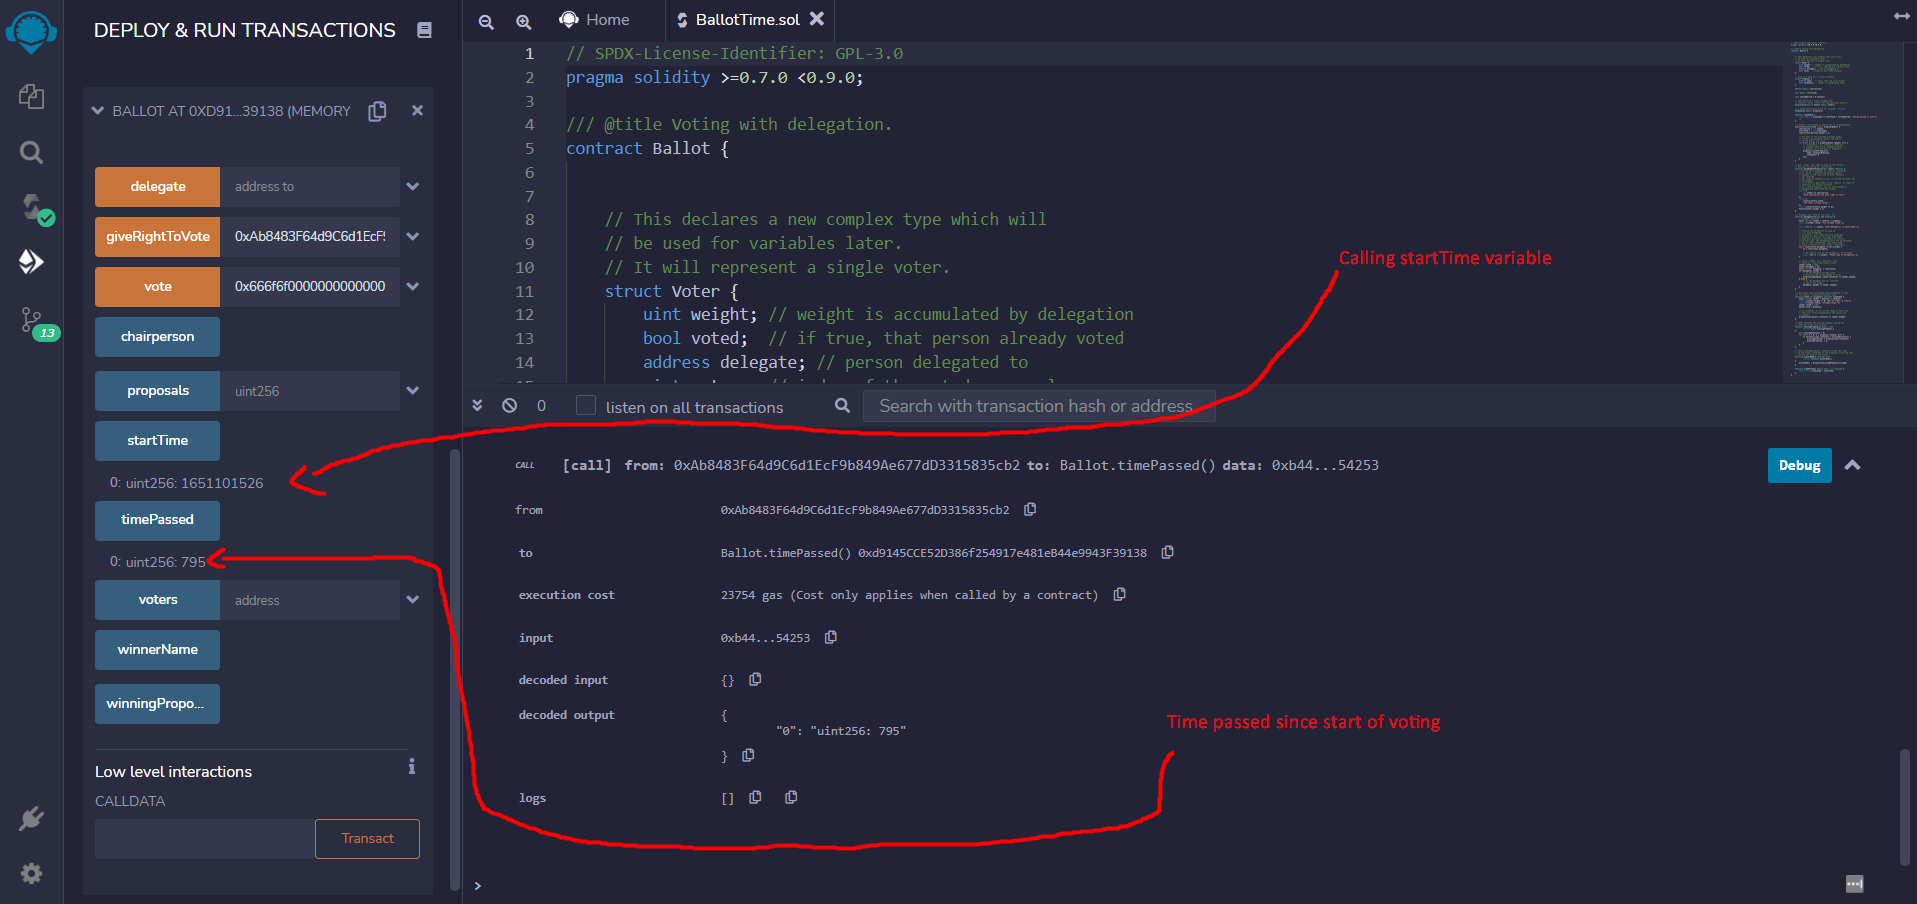 DEPLOY & RUN TRANSACTIONS
BALLOT AT 0XD91...39138 (MEMORY
delegate address to
giveRightToVote 0xAb8483F64d9C6d1EcF
vote 0x666f6f0000000000000
chairperson
proposals uint256
startTime
0: uint256: 1651101526
timePassed
0: uint256: 795
voters address
winnerName
winningPropo...
Low level interactions
CALLDATA
Transact
13
Home
BallotTime.sol
1 // SPDX-License-Identifier: GPL-3.0
2 pragma solidity >=0.7.0 <0.9.0;
3
4 /// @title Voting with delegation.
5 contract Ballot {
6
7
8 // This declares a new complex type which will
9 // be used for variables later.
10 // It will represent a single voter.
11 struct Voter {
12 uint weight; // weight is accumulated by delegation
13 bool voted;  // if true, that person already voted
14 address delegate; // person delegated to
Calling startTime variable
0 listen on all transactions Search with transaction hash or address
CALL [call] from: 0xAb8483F64d9C6d1EcF9b849Ae677dD3315835cb2 to: Ballot.timePassed() data: 0xb44...54253
Debug
from 0xAb8483F64d9C6d1EcF9b849Ae677dD3315835cb2
to Ballot.timePassed() 0xd9145CCE52D386f254917e481eB44e9943F39138
execution cost 23754 gas (Cost only applies when called by a contract)
input 0xb44...54253
decoded input {}
decoded output {
"0": "uint256: 795"
}
logs []
Time passed since start of voting
>